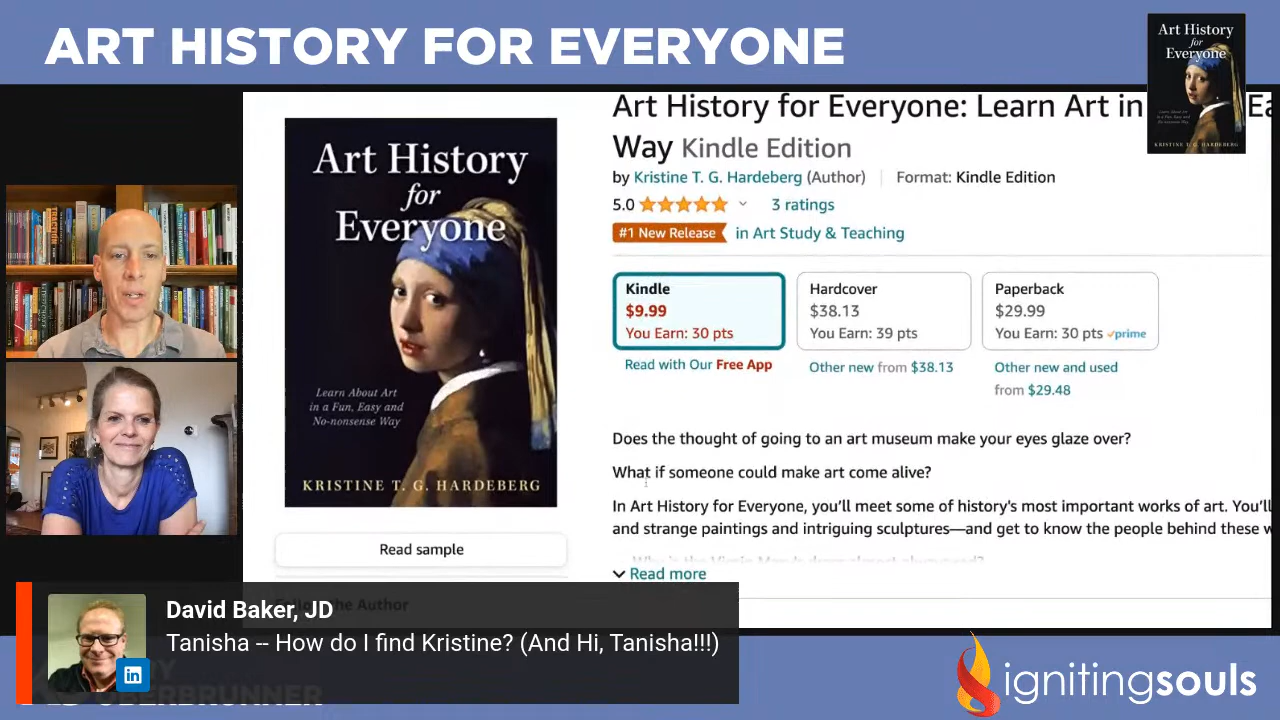 ART HISTORY FOR EVERYONE
Art History
for
Everyone
KRISTINE T. G. HARDEBERG
Art History for Everyone: Learn Art in
Way Kindle Edition
by Kristine T. G. Hardeberg (Author) Format: Kindle Edition
5.0 3 ratings
#1 New Release in Art Study & Teaching
Art History
for
Everyone
Learn About Art
in a Fun, Easy and
No-nonsense Way
KRISTINE T. G. HARDEBERG
Read sample
Kindle
$9.99
You Earn: 30 pts
Read with Our Free App
Hardcover
$38.13
You Earn: 39 pts
Other new from $38.13
Paperback
$29.99
You Earn: 30 pts prime
Other new and used
from $29.48
Does the thought of going to an art museum make your eyes glaze over?
What if someone could make art come alive?
In Art History for Everyone, you'll meet some of history's most important works of art. You'll
and strange paintings and intriguing sculptures—and get to know the people behind these w
Read more
the Author
David Baker, JD
Tanisha -- How do I find Kristine? (And Hi, Tanisha!!!)
in
OBERBRUNNER
ignitingsouls